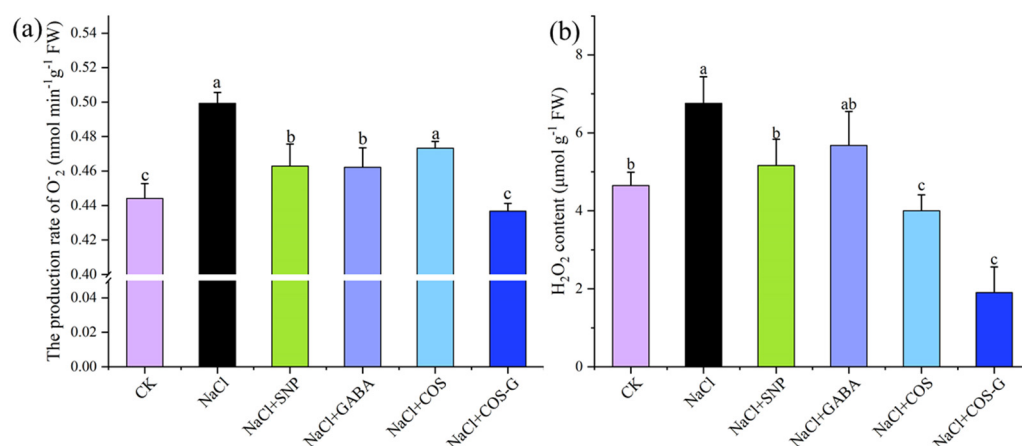 (a)
The production rate of O₂⁻ (nmol min⁻¹g⁻¹ FW)
0.54
0.52
0.50
0.48
0.46
0.44
0.42
0.40
0.04
0.02
0.00
c
a
b
b
a
c
CK
NaCl
NaCl+SNP
NaCl+GABA
NaCl+COS
NaCl+COS-G
(b)
H₂O₂ content (μmol g⁻¹ FW)
8
6
4
2
0
b
a
b
ab
c
c
CK
NaCl
NaCl+SNP
NaCl+GABA
NaCl+COS
NaCl+COS-G